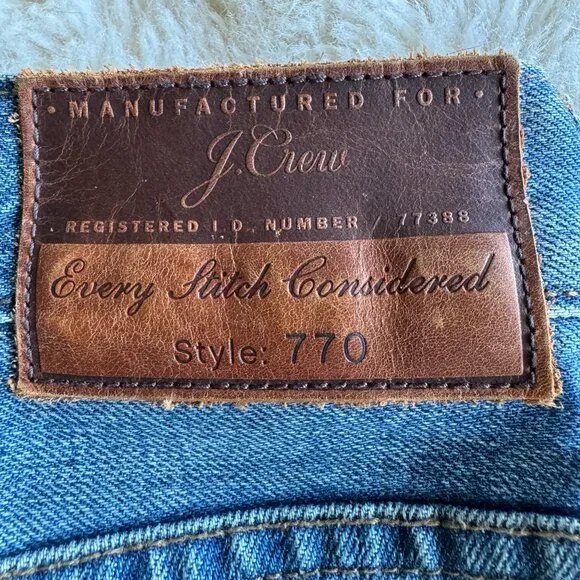 • MANUFACTURED FOR •
J.Crew
REGISTERED I.D. NUMBER / 77388
Every Stitch Considered
Style: 770